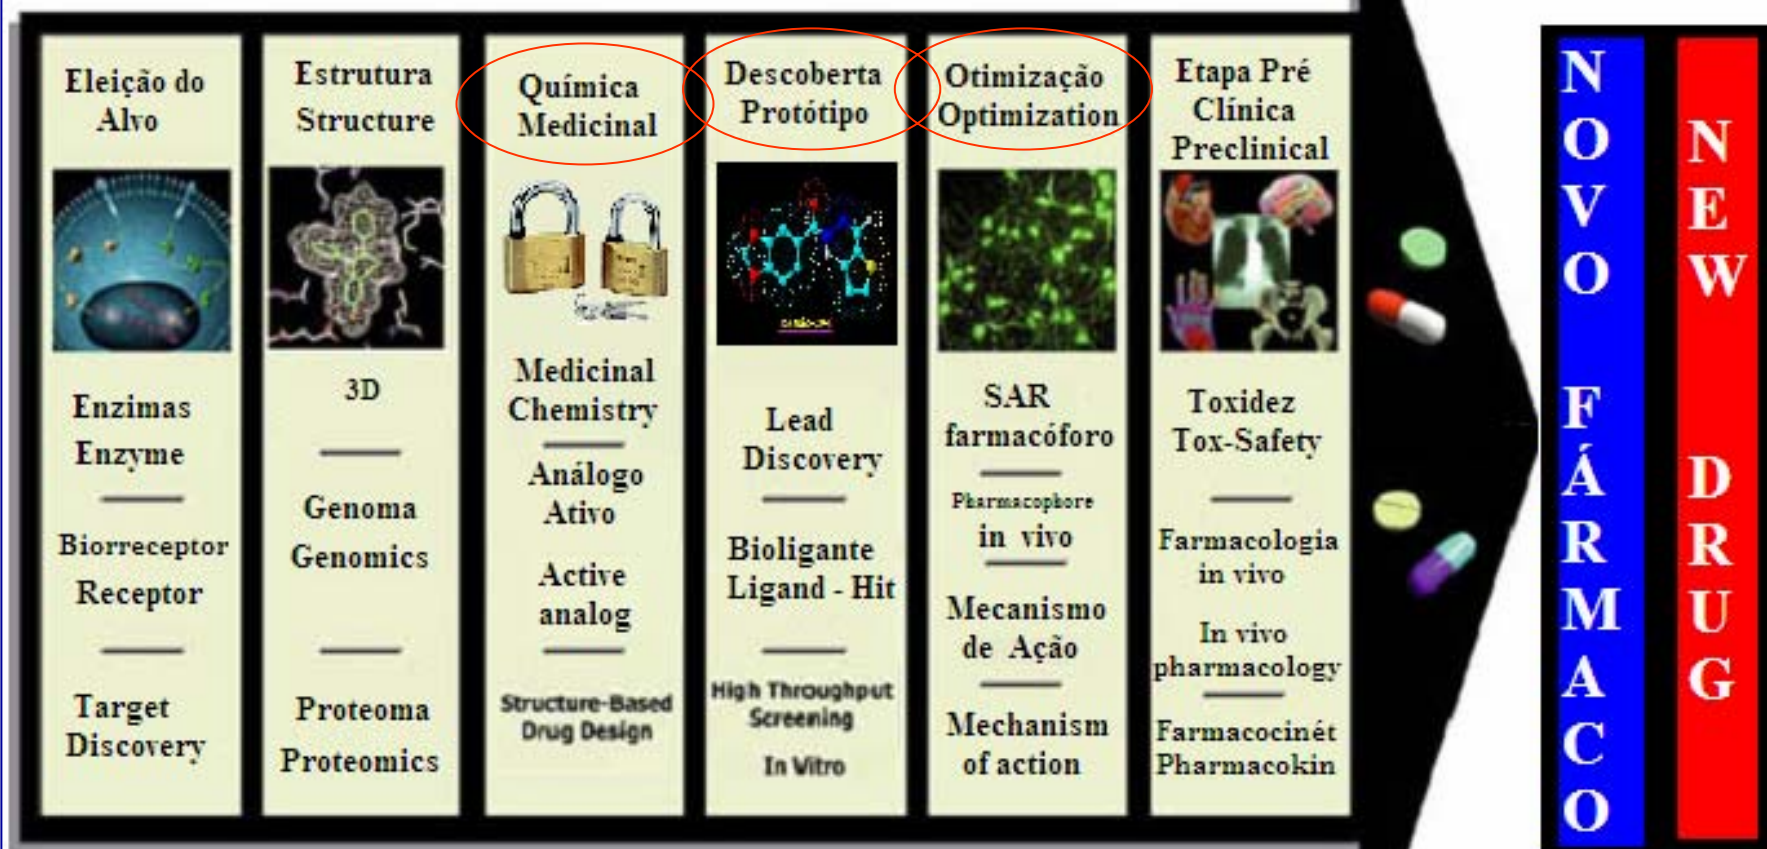 Eleição do
Alvo
Enzimas
Enzyme
Biorreceptor
Receptor
Target
Discovery
Estrutura
Structure
3D
Genoma
Genomics
Proteoma
Proteomics
Química
Medicinal
Medicinal
Chemistry
Análogo
Ativo
Active
analog
Structure-Based
Drug Design
Descoberta
Protótipo
Lead
Discovery
Bioligante
Ligand - Hit
High Throughput
Screening
In Vitro
Otimização
Optimization
SAR
farmacóforo
Pharmacophore
in vivo
Mecanismo
de Ação
Mechanism
of action
Etapa Pré
Clínica
Preclinical
Toxidez
Tox-Safety
Farmacologia
in vivo
In vivo
pharmacology
Farmacocinét
Pharmacokin
NOVO FÁRMACO
NEW DRUG